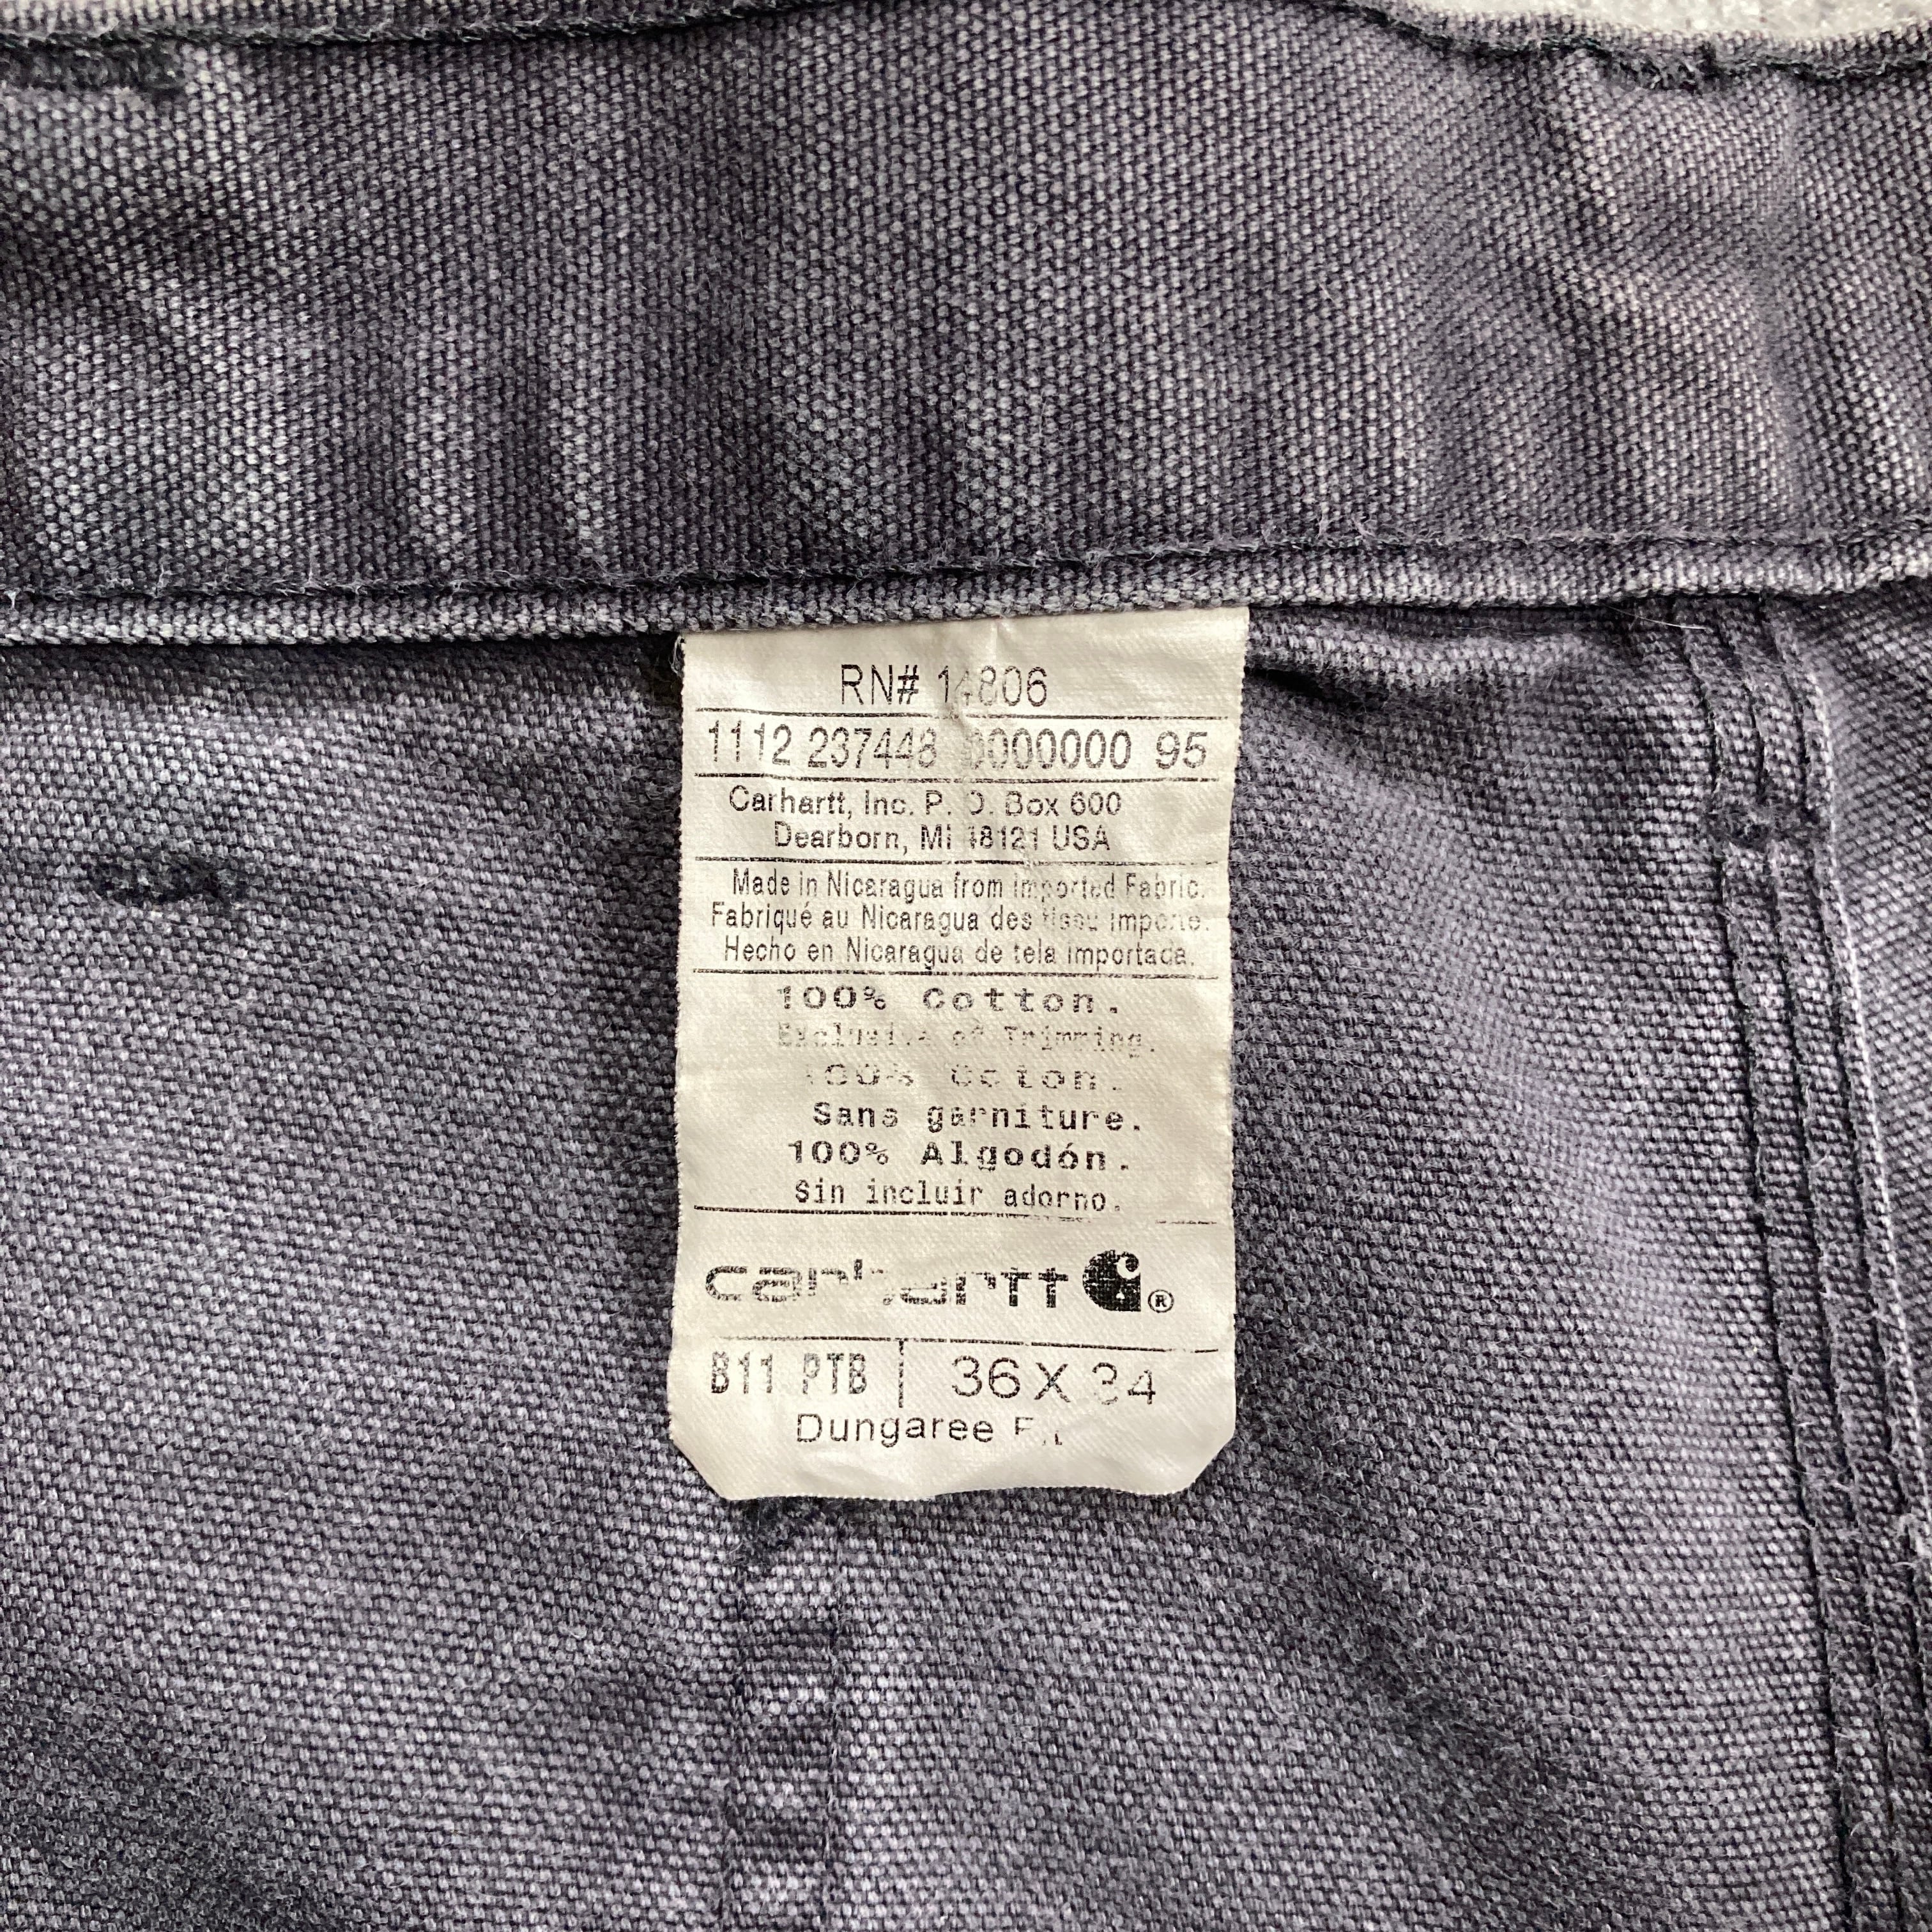 RN# 14806
1112 237448 0000000 95
Carhartt, Inc. P. O. Box 600
Dearborn, MI 48121 USA
Made in Nicaragua from imported Fabric.
Fabriqué au Nicaragua des tissu importe.
Hecho en Nicaragua de tela importada.
100% Cotton.
Exclusive of Trimming.
100% Coton.
Sans garniture.
100% Algodón.
Sin incluir adorno.
carhartt ®
B11 PTB | 36 X 34
Dungaree Fit